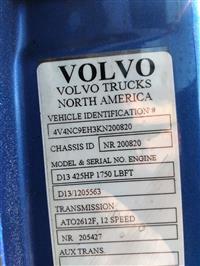 VOLVO
VOLVO TRUCKS
NORTH AMERICA
VEHICLE IDENTIFICATION #
4V4NC9EH3KN200820
CHASSIS ID NR 200820
MODEL & SERIAL NO. ENGINE
D13 425HP 1750 LBFT
D13/1205563
TRANSMISSION
ATO2612F, 12 SPEED
NR 205427
AUX TRANS.